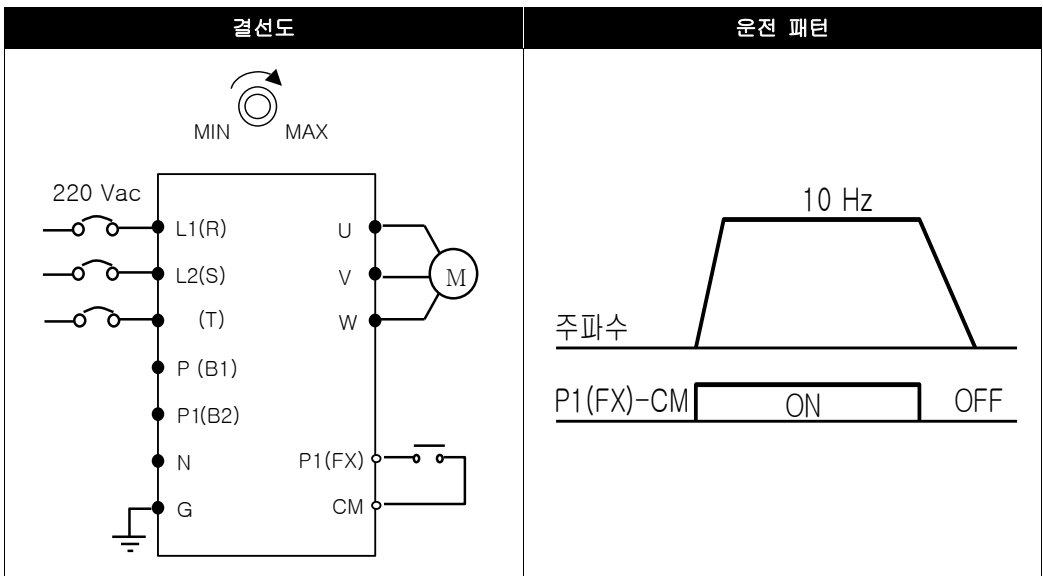 결선도
운전 패턴
MIN
MAX
220 Vac
L1(R)
L2(S)
(T)
P (B1)
P1(B2)
N
G
U
V
W
M
P1(FX)
CM
10 Hz
주파수
P1(FX)-CM
ON
OFF